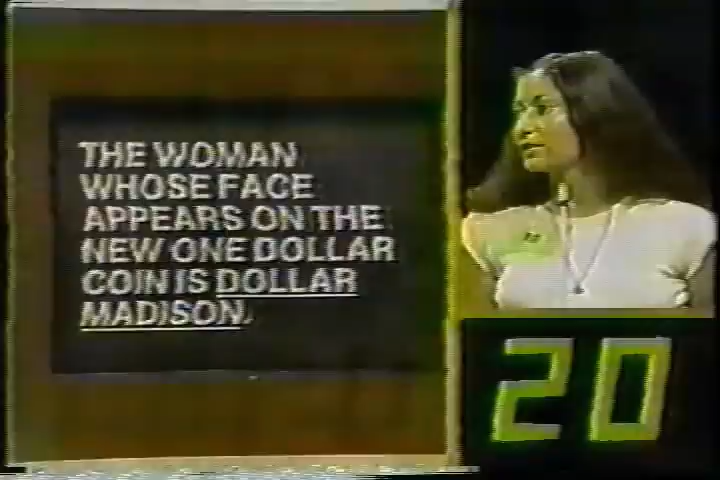 THE WOMAN
WHOSE FACE
APPEARS ON THE
NEW ONE DOLLAR
COIN IS DOLLAR
MADISON.
20